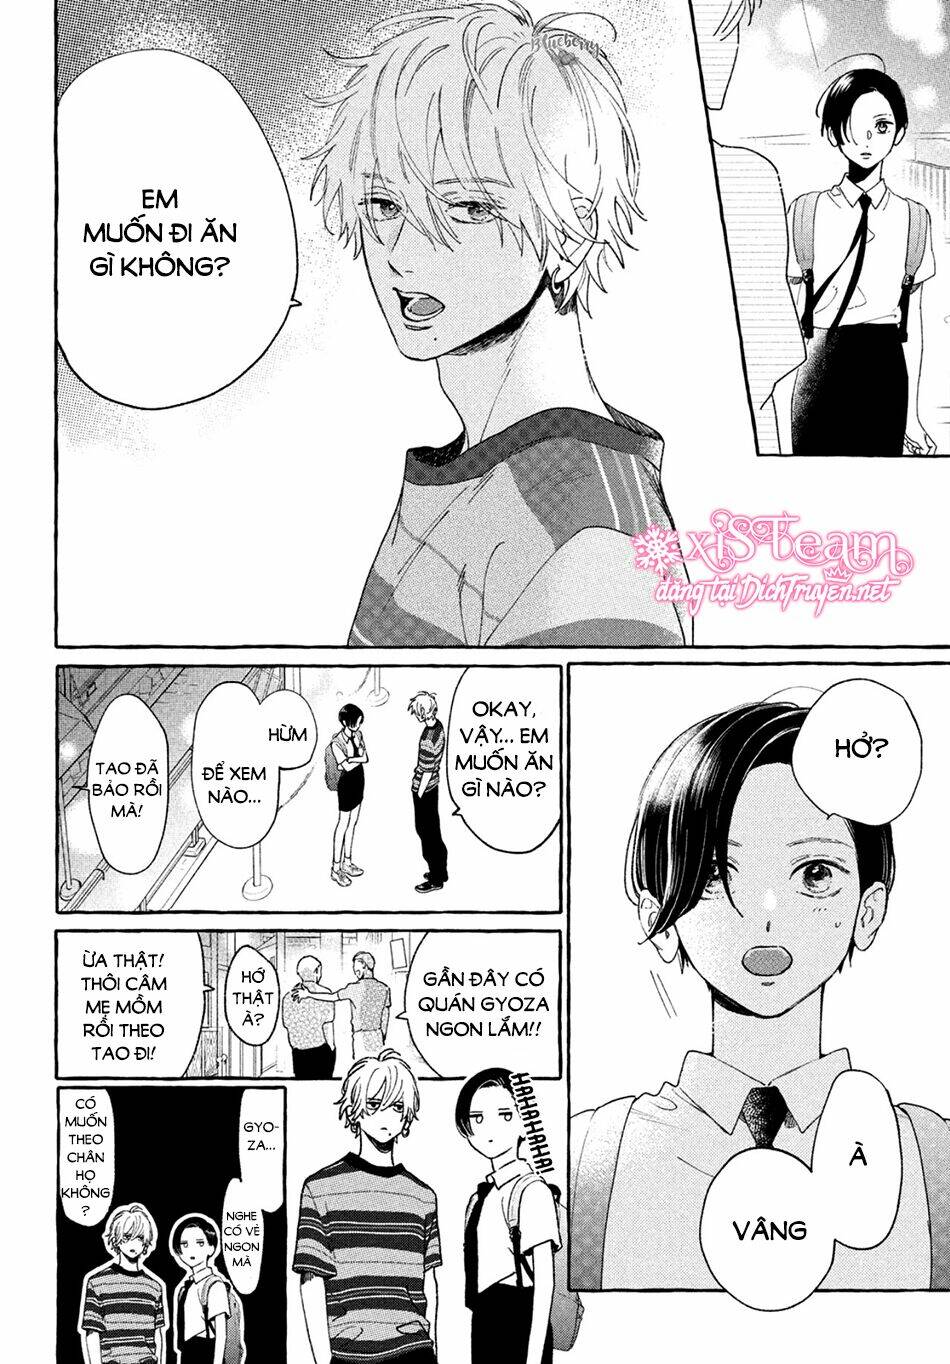 Blueberry
EM
MUỐN ĐI ĂN
GÌ KHÔNG?
xiSTeam
đăng tại DichTruyen.net
HỞ?
À
VÂNG
OKAY,
VẬY... EM
MUỐN ĂN
GÌ NÀO?
HỪM
ĐỂ XEM
NÀO...
TAO ĐÃ
BẢO RỒI
MÀ!
GẦN ĐÂY CÓ
QUÁN GYOZA
NGON LẮM!!
HỚ
THẬT
À?
ỪA THẬT!
THÔI CÂM
MẸ MỒM
RỒI THEO
TAO ĐI!
HAHAHAHA!
GYO-
ZA...
NGHE
CÓ VẺ
NGON
MÀ
CÓ
MUỐN
THEO
CHÂN
HỌ
KHÔNG
?